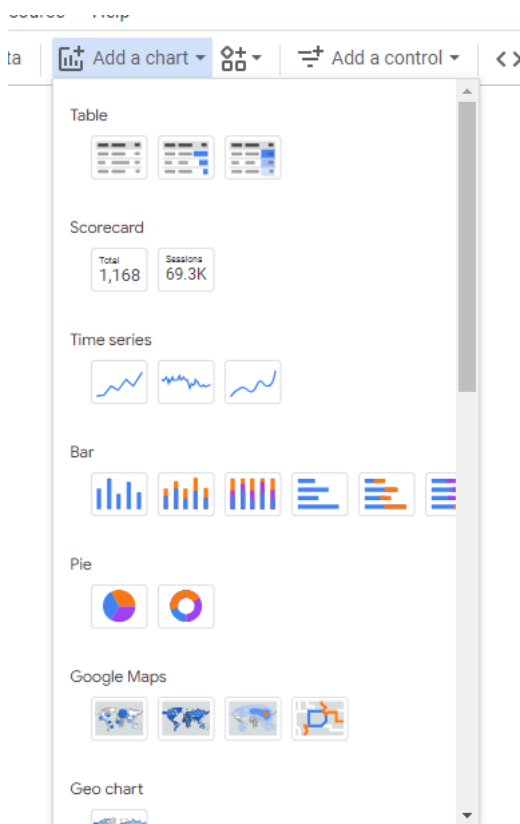 ta Add a chart Add a control
Table
Scorecard
Total
1,168
Sessions
69.3K
Time series
Bar
Pie
Google Maps
Geo chart